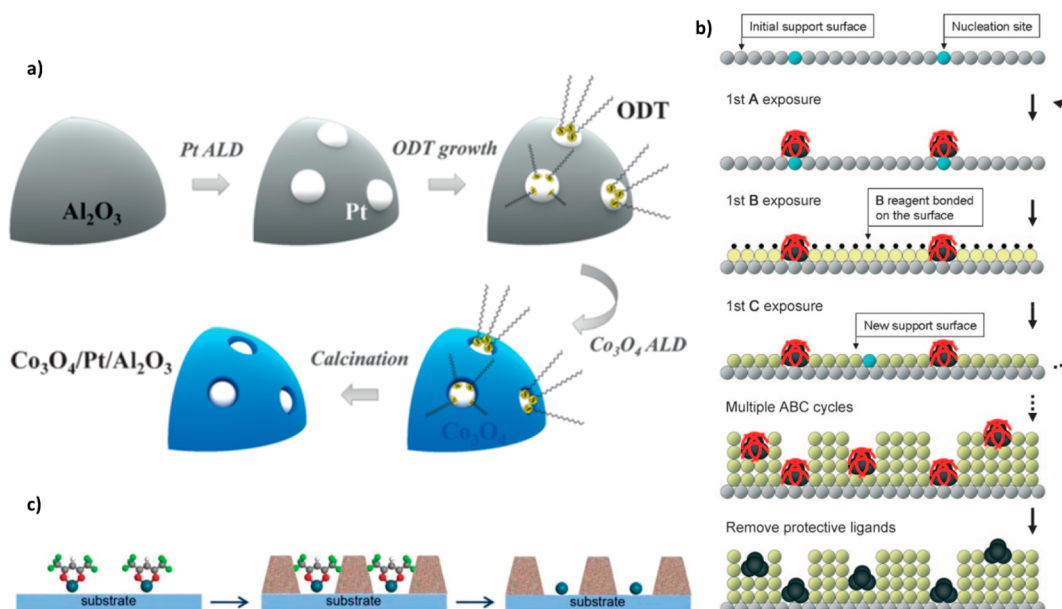 a)
Al2O3
Pt ALD
Pt
ODT growth
ODT
Co3O4 ALD
Co3O4
Calcination
Co3O4/Pt/Al2O3
b)
Initial support surface
Nucleation site
1st A exposure
1st B exposure
B reagent bonded
on the surface
1st C exposure
New support surface
Multiple ABC cycles
Remove protective ligands
c)
substrate
substrate
substrate